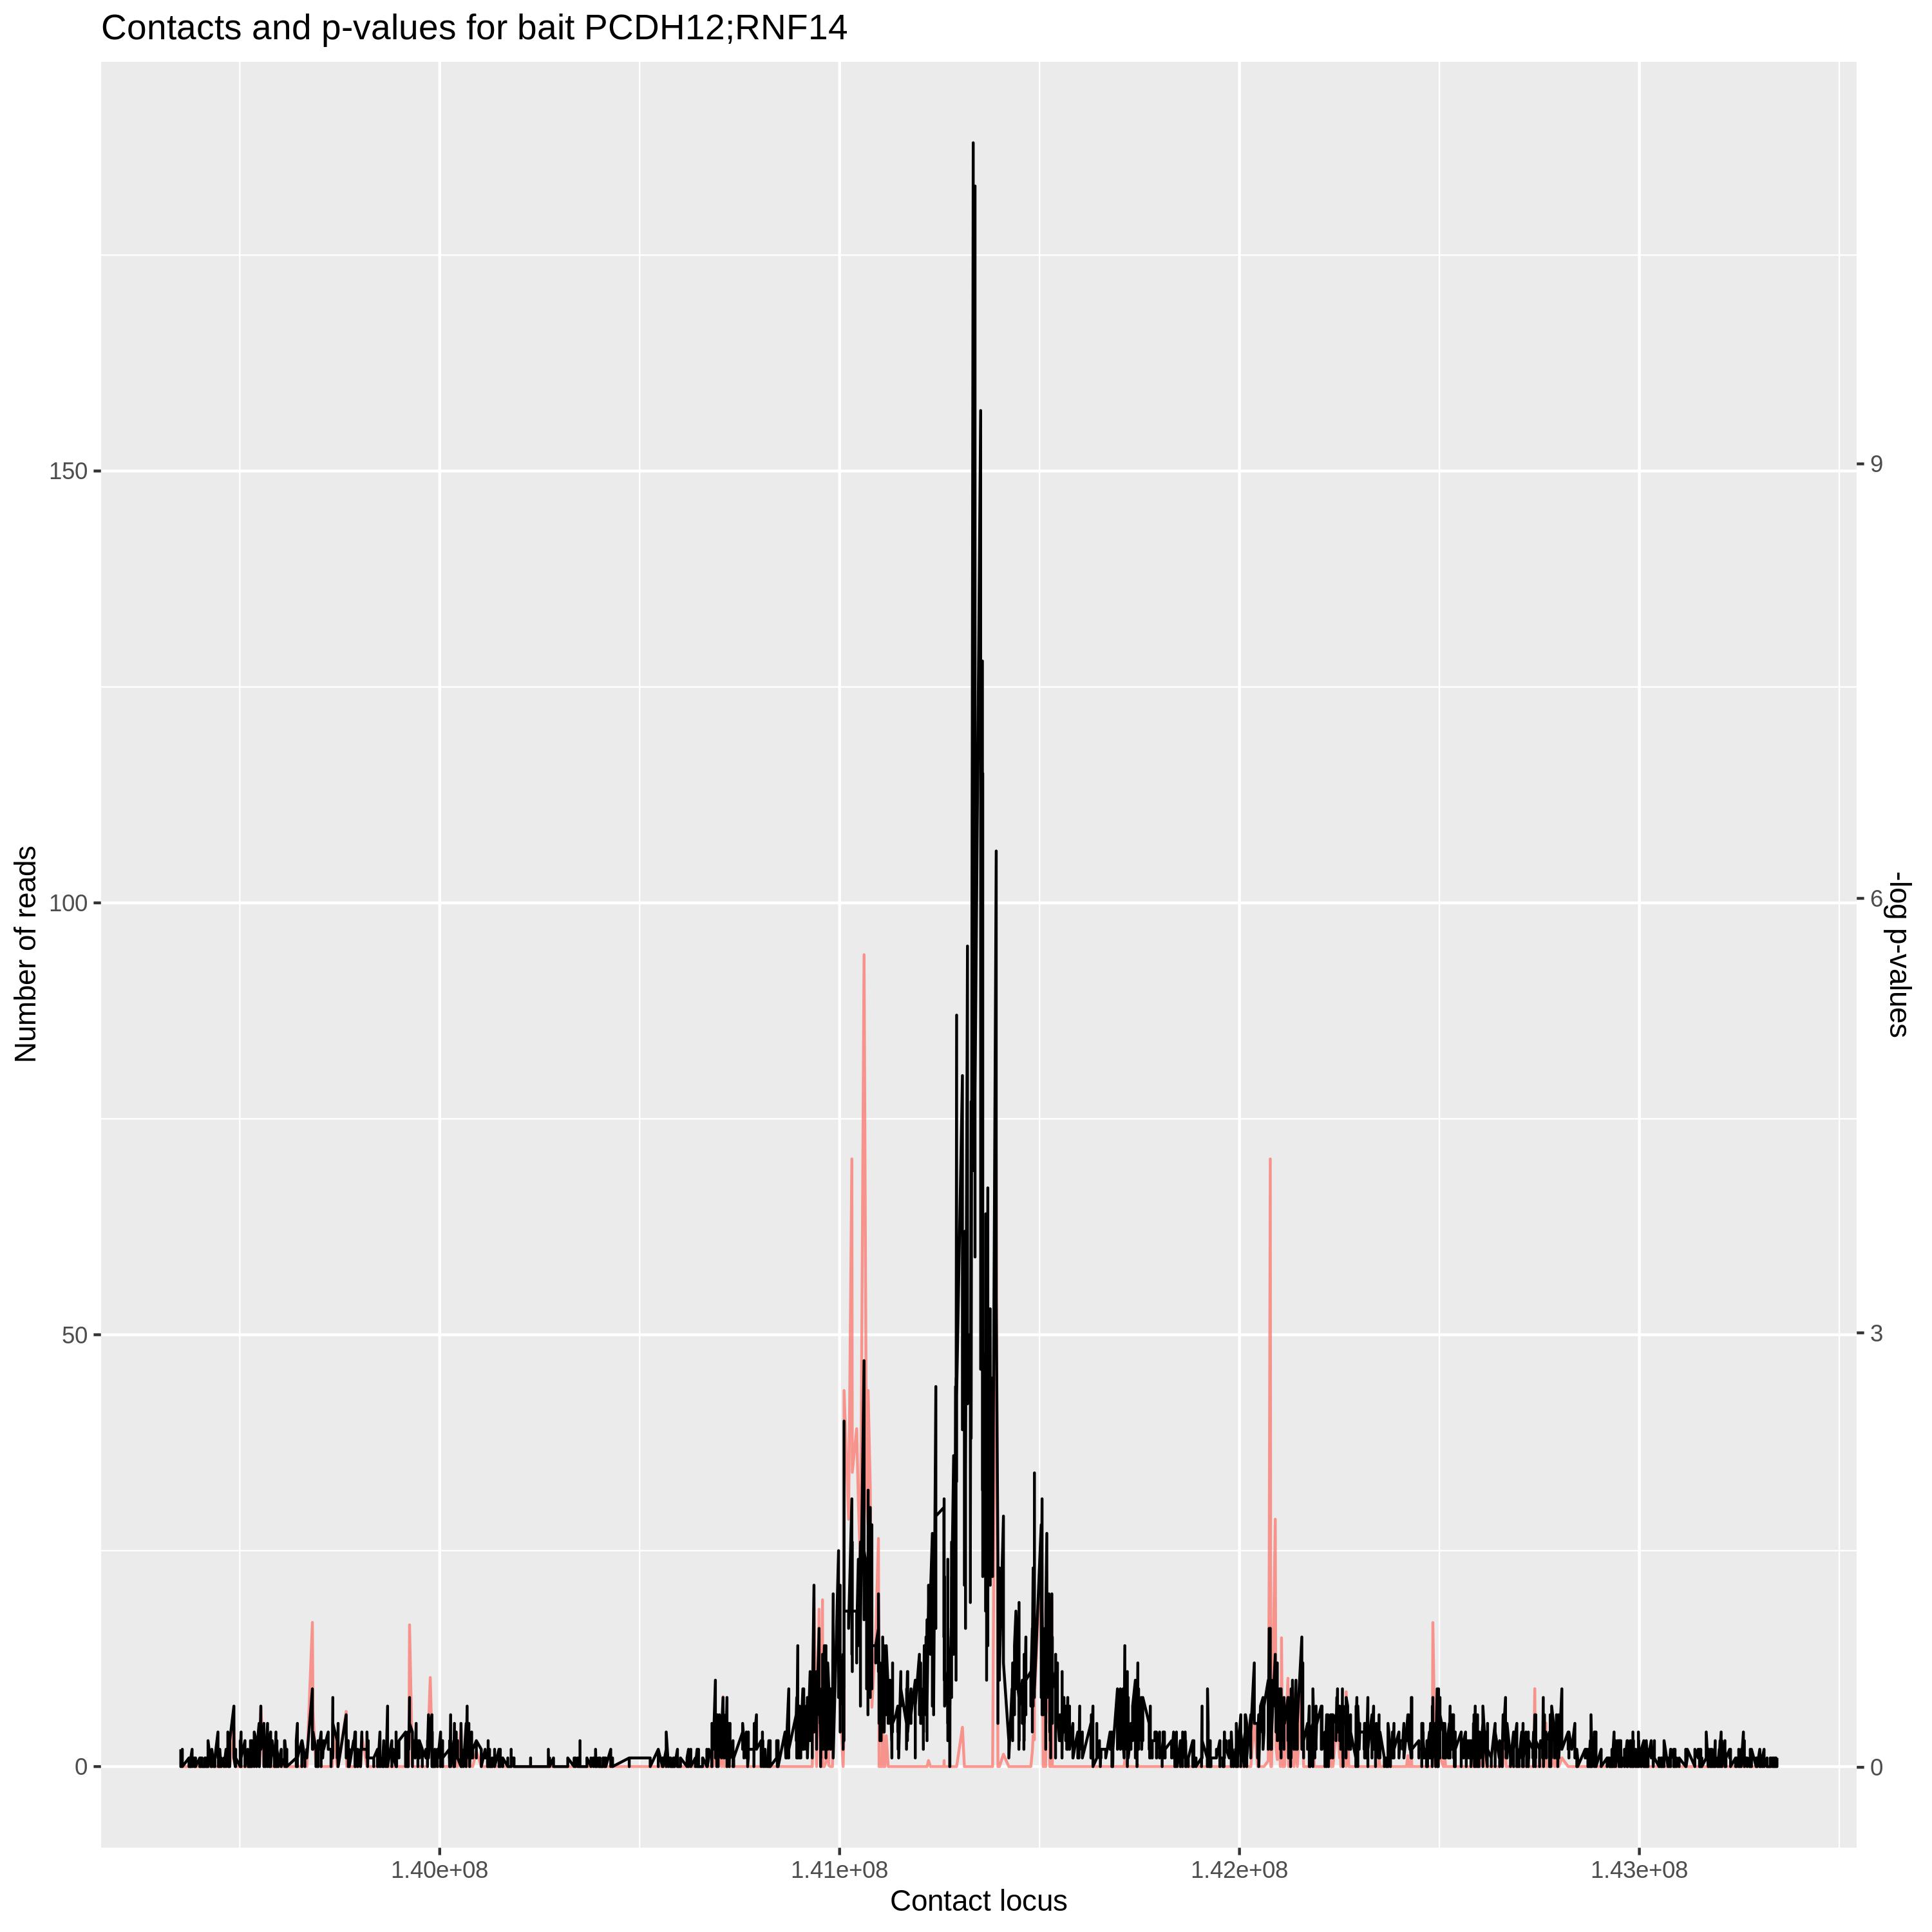 Contacts and p-values for bait PCDH12;RNF14
Number of reads
150
100
50
0
9
6
3
0
-log p-values
1.40e+08
1.41e+08
1.42e+08
1.43e+08
Contact locus